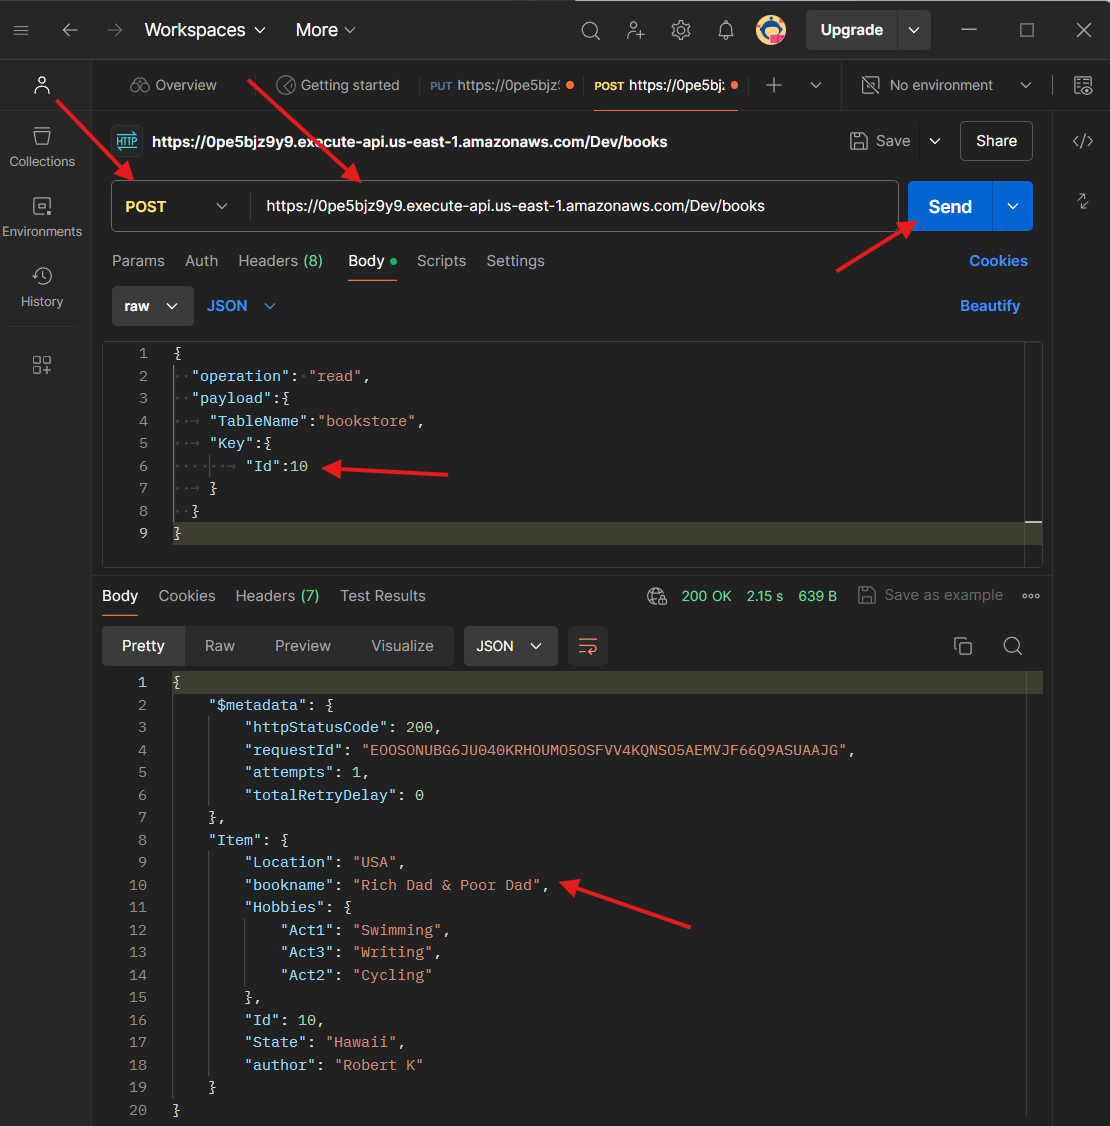 Workspaces More Upgrade
Overview Getting started PUT https://0pe5bjz9 POST https://0pe5bj: No environment
Collections
Environments
History
HTTP https://0pe5bjz9y9.execute-api.us-east-1.amazonaws.com/Dev/books Save Share
POST https://0pe5bjz9y9.execute-api.us-east-1.amazonaws.com/Dev/books Send
Params Auth Headers (8) Body Scripts Settings Cookies
raw JSON Beautify
1 {
2 "operation": "read",
3 "payload":{
4 "TableName":"bookstore",
5 "Key":{
6 "Id":10
7 }
8 }
9 }
Body Cookies Headers (7) Test Results 200 OK 2.15 s 639 B Save as example
Pretty Raw Preview Visualize JSON
1 {
2 "$metadata": {
3 "httpStatusCode": 200,
4 "requestId": "EOOSONUBG6JU040KRHOUMO5OSFVV4KQNSO5AEMVJF66Q9ASUAAJG",
5 "attempts": 1,
6 "totalRetryDelay": 0
7 },
8 "Item": {
9 "Location": "USA",
10 "bookname": "Rich Dad & Poor Dad",
11 "Hobbies": {
12 "Act1": "Swimming",
13 "Act3": "Writing",
14 "Act2": "Cycling"
15 },
16 "Id": 10,
17 "State": "Hawaii",
18 "author": "Robert K"
19 }
20 }